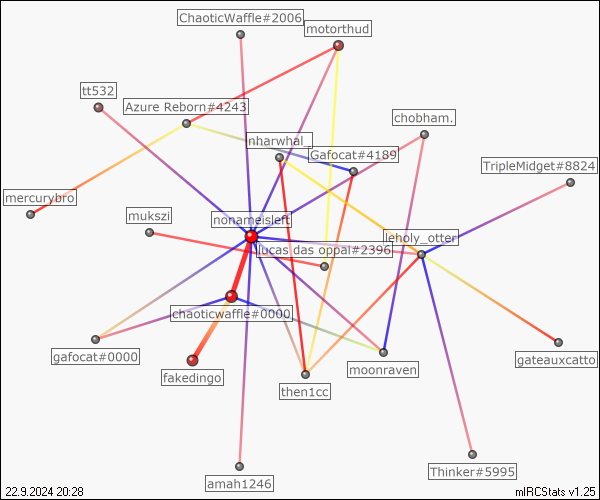 ChaoticWaffle#2006
motorthud
tt532
Azure Reborn#4243
chobham.
nharwhal_
Gafocat#4189
TripleMidget#8824
mercurybro
mukszi
nonameisleft
leholy_otter
lucas das oppai#2396
chaoticwaffle#0000
gafocat#0000
moonraven
gateauxcatto
fakedingo
then1cc
amah1246
Thinker#5995
22.9.2024 20:28
mIRCStats v1.25